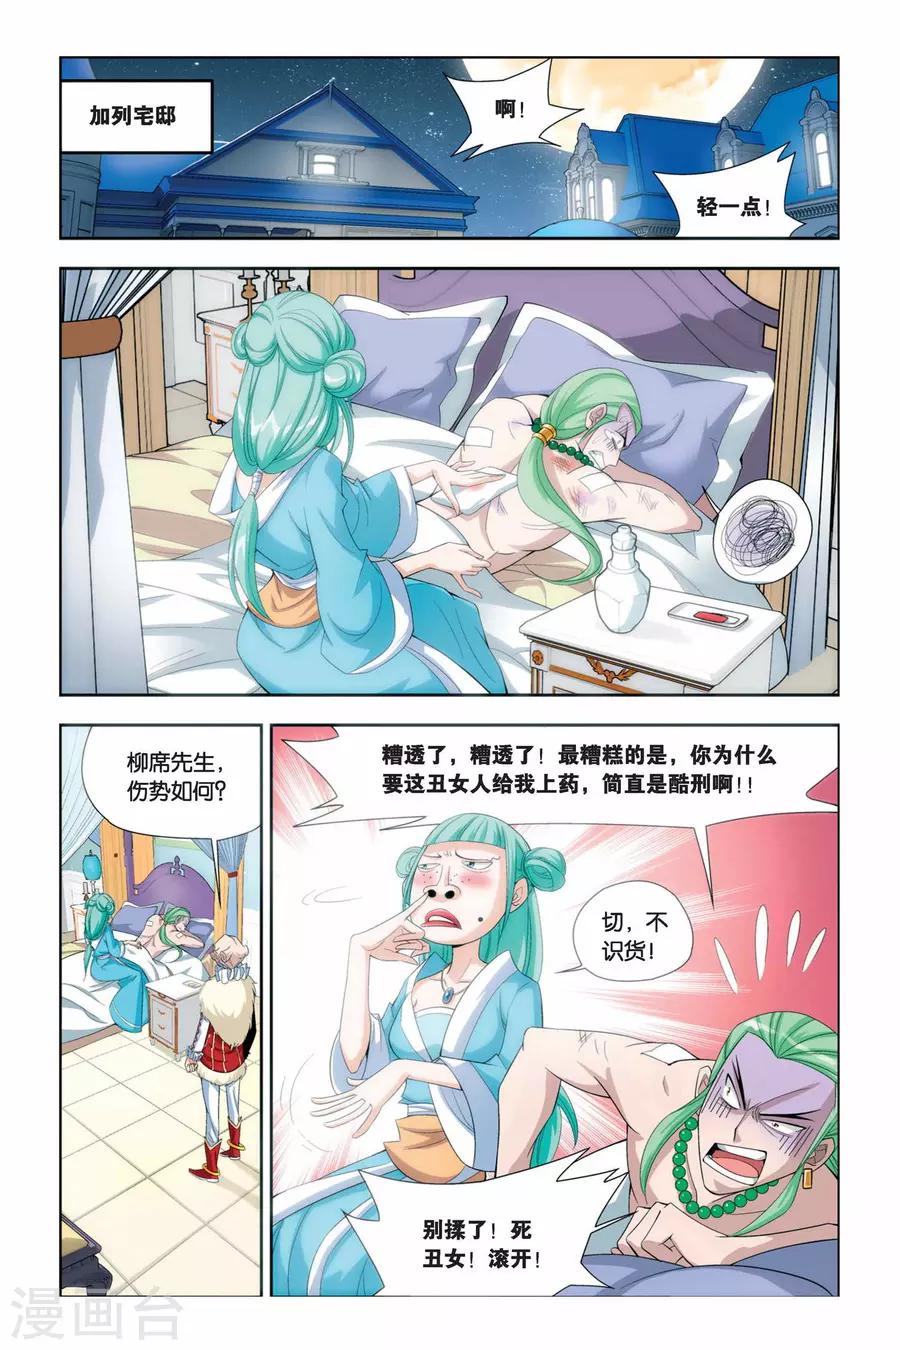 加列宅邸
啊！
轻一点！
柳席先生，
伤势如何？
糟透了，糟透了！最糟糕的是，你为什么
要这丑女人给我上药，简直是酷刑啊！！
切，不
识货！
别揉了！死
丑女！滚开！
漫画台